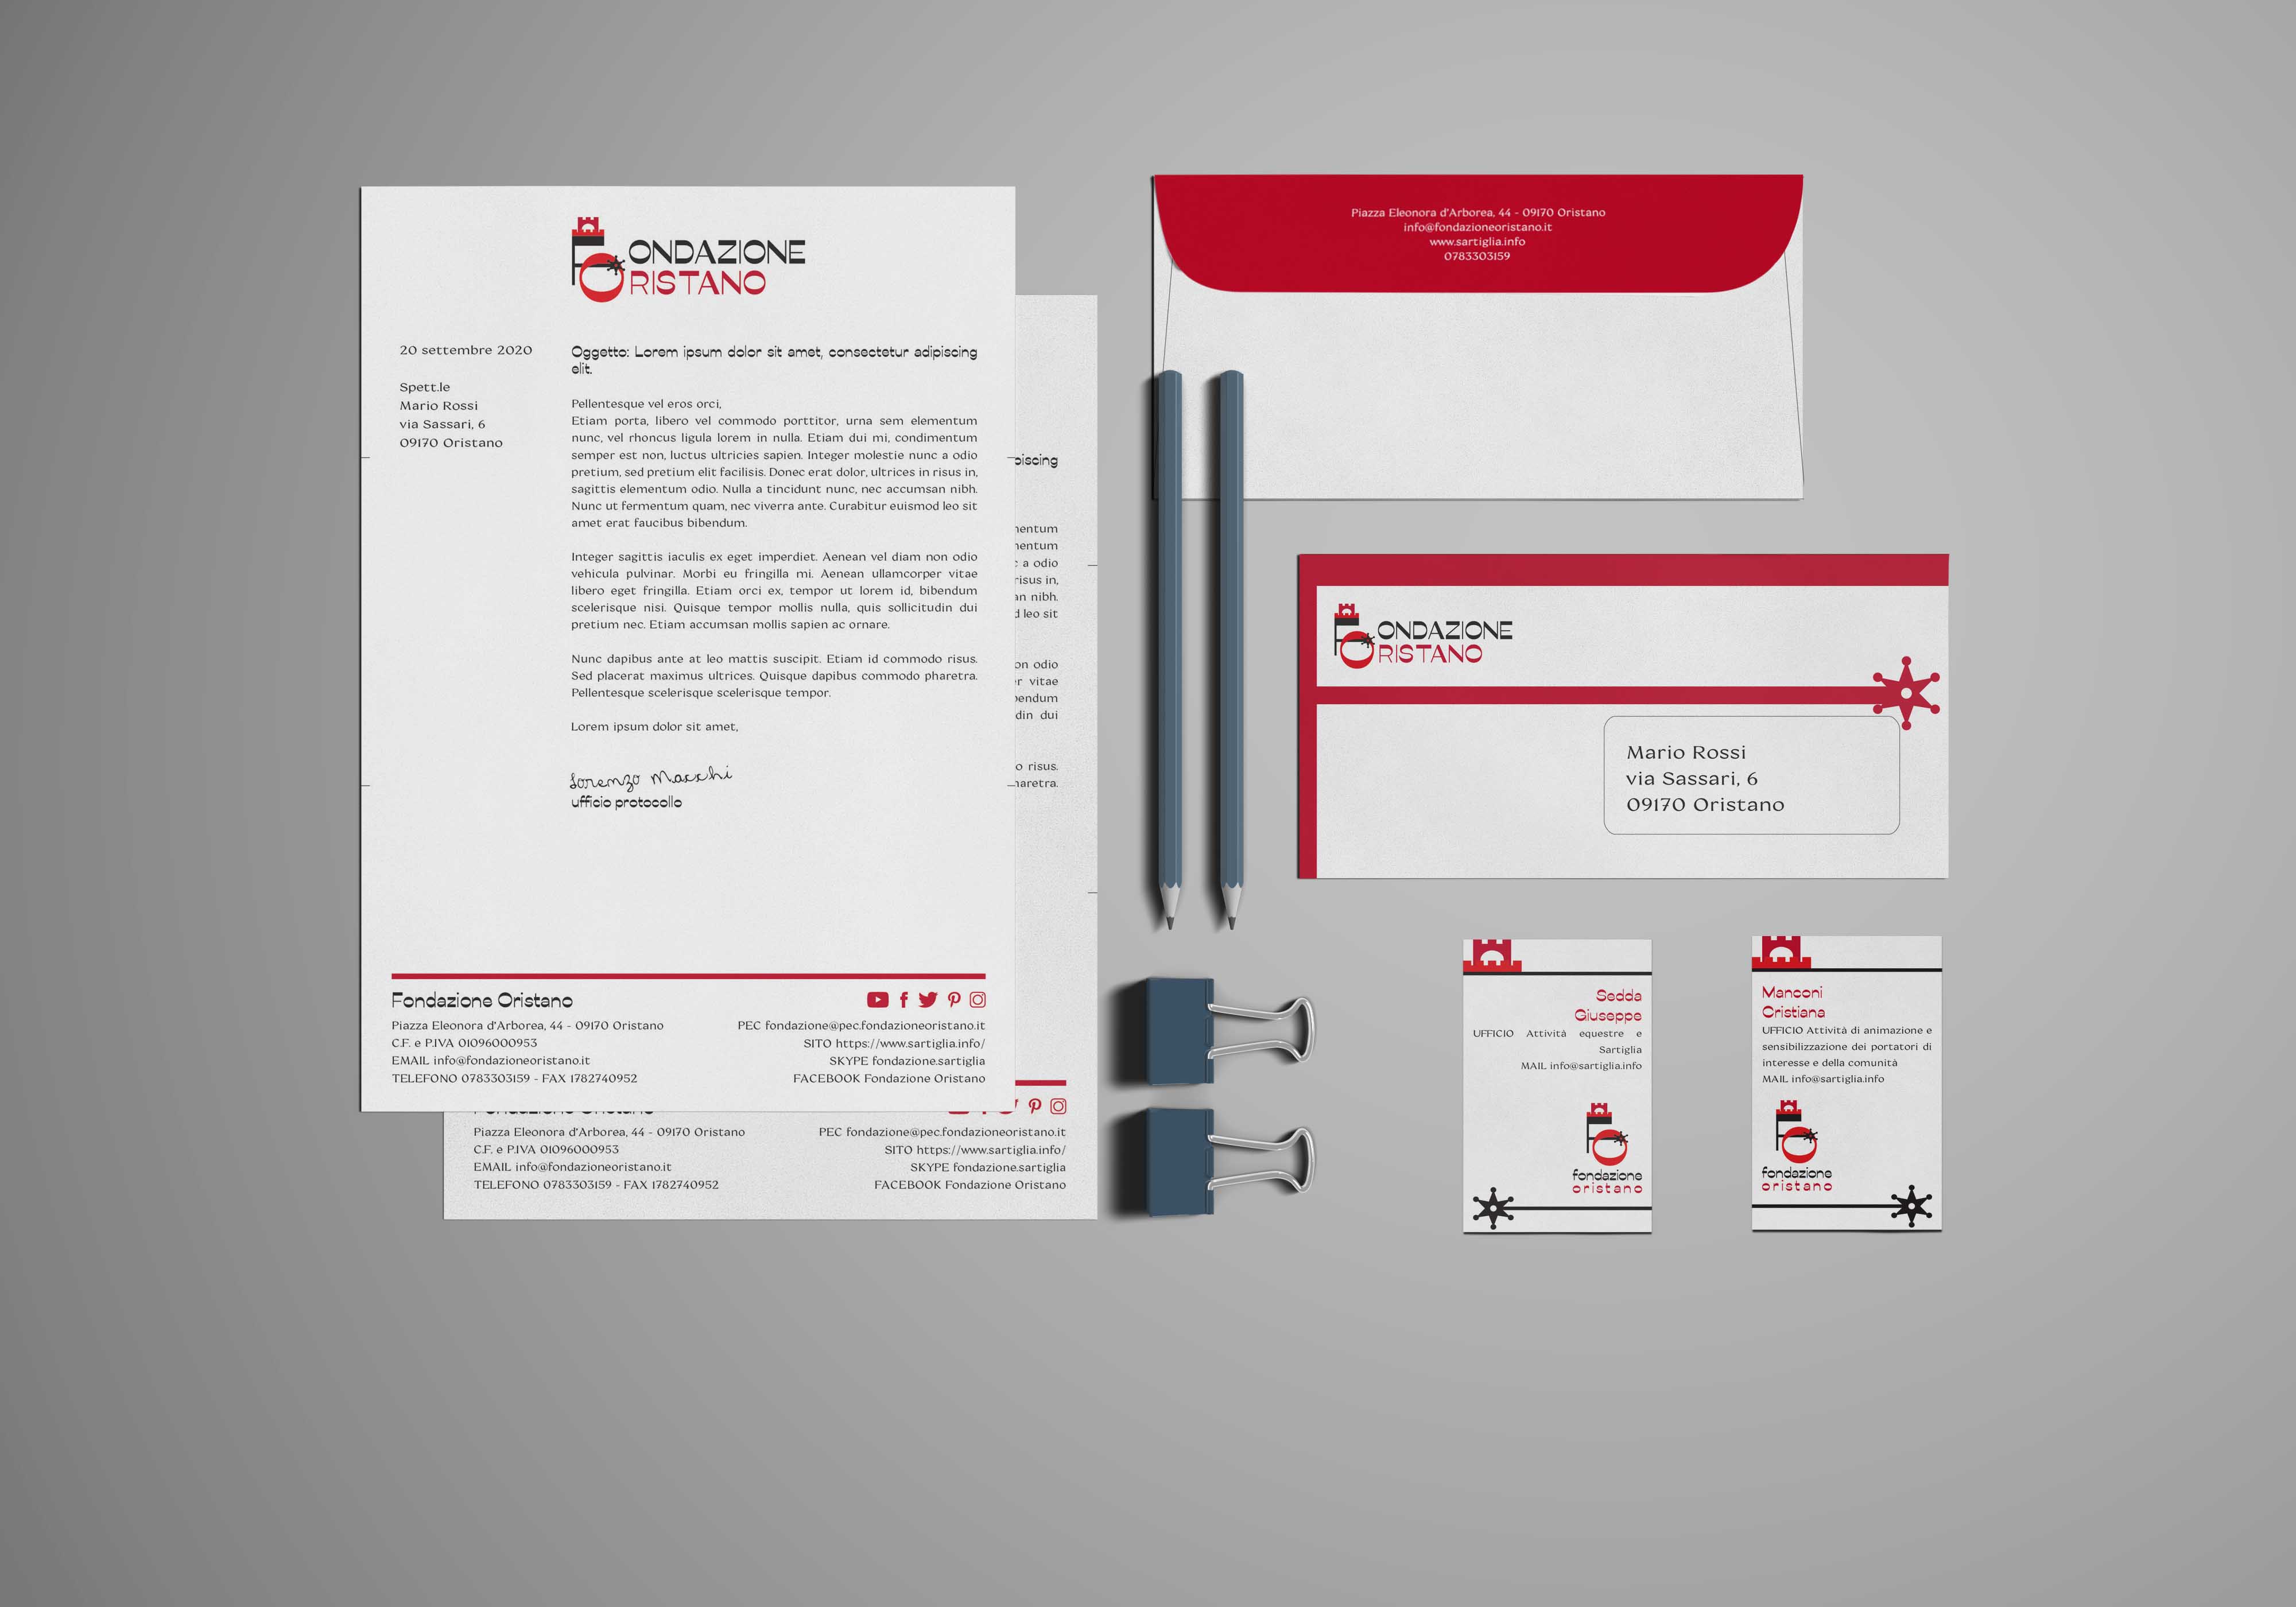 FONDAZIONE
ORISTANO
20 settembre 2020
Spett.le
Mario Rossi
via Sassari, 6
09170 Oristano
Oggetto: Lorem ipsum dolor sit amet, consectetur adipiscing
elit.
Pellentesque vel eros orci,
Etiam porta, libero vel commodo porttitor, urna sem elementum
nunc, vel rhoncus ligula lorem in nulla. Etiam dui mi, condimentum
semper est non, luctus ultricies sapien. Integer molestie nunc a odio
pretium, sed pretium elit facilisis. Donec erat dolor, ultrices in risus in,
sagittis elementum odio. Nulla a tincidunt nunc, nec accumsan nibh.
Nunc ut fermentum quam, nec viverra ante. Curabitur euismod leo sit
amet erat faucibus bibendum.
Integer sagittis iaculis ex eget imperdiet. Aenean vel diam non odio
vehicula pulvinar. Morbi eu fringilla mi. Aenean ullamcorper vitae
libero eget fringilla. Etiam orci ex, tempor ut lorem id, bibendum
scelerisque nisi. Quisque tempor mollis nulla, quis sollicitudin dui
pretium nec. Etiam accumsan mollis sapien ac ornare.
Nunc dapibus ante at leo mattis suscipit. Etiam id commodo risus.
Sed placerat maximus ultrices. Quisque dapibus commodo pharetra.
Pellentesque scelerisque scelerisque tempor.
Lorem ipsum dolor sit amet,
Lorenzo Macchi
ufficio protocollo
Fondazione Oristano
Piazza Eleonora d'Arborea, 44 - 09170 Oristano
C.F. e P.IVA 01096000953
EMAIL info@fondazioneoristano.it
TELEFONO 0783303159 - FAX 1782740952
PEC fondazione@pec.fondazioneoristano.it
SITO https://www.sartiglia.info/
SKYPE fondazione.sartiglia
FACEBOOK Fondazione Oristano
a odio
risus in,
nibh.
leo sit
odio
vitae
dui
risus.
Piazza Eleonora d'Arborea, 44 - 09170 Oristano
C.F. e P.IVA 01096000953
EMAIL info@fondazioneoristano.it
TELEFONO 0783303159 - FAX 1782740952
PEC fondazione@pec.fondazioneoristano.it
SITO https://www.sartiglia.info/
SKYPE fondazione.sartiglia
FACEBOOK Fondazione Oristano
Piazza Eleonora d'Arborea, 44 - 09170 Oristano
info@fondazioneoristano.it
www.sartiglia.info
0783303159
FONDAZIONE
ORISTANO
Mario Rossi
via Sassari, 6
09170 Oristano
Sedda
Giuseppe
UFFICIO Attività equestre e
Sartiglia
MAIL info@sartiglia.info
FO
fondazione
oristano
Manconi
Cristiana
UFFICIO Attività di animazione e
sensibilizzazione dei portatori di
interesse e della comunità
MAIL info@sartiglia.info
FO
fondazione
oristano